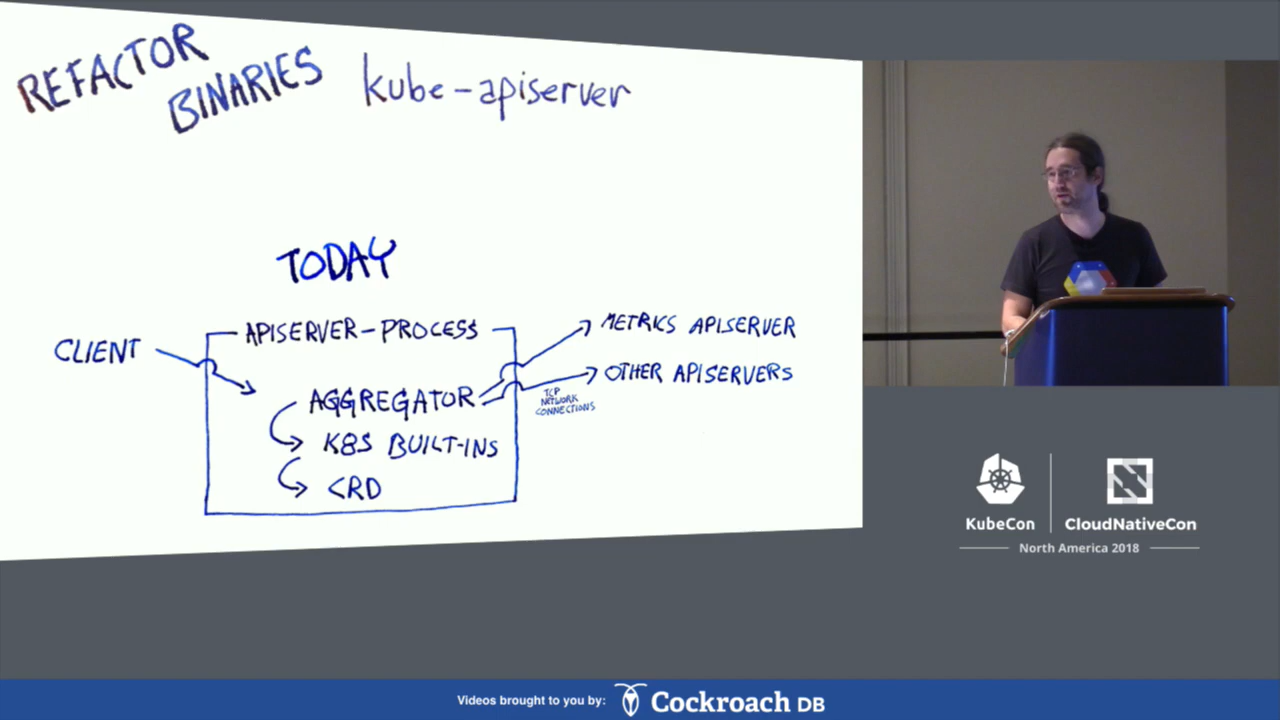 REFACTOR
BINARIES
kube-apiserver
TODAY
APISERVER-PROCESS
CLIENT
AGGREGATOR
K8S BUILT-INS
CRD
METRICS APISERVER
OTHER APISERVERS
TCP
NETWORK
CONNECTIONS
KubeCon
CloudNativeCon
North America 2018
Videos brought to you by:
Cockroach DB